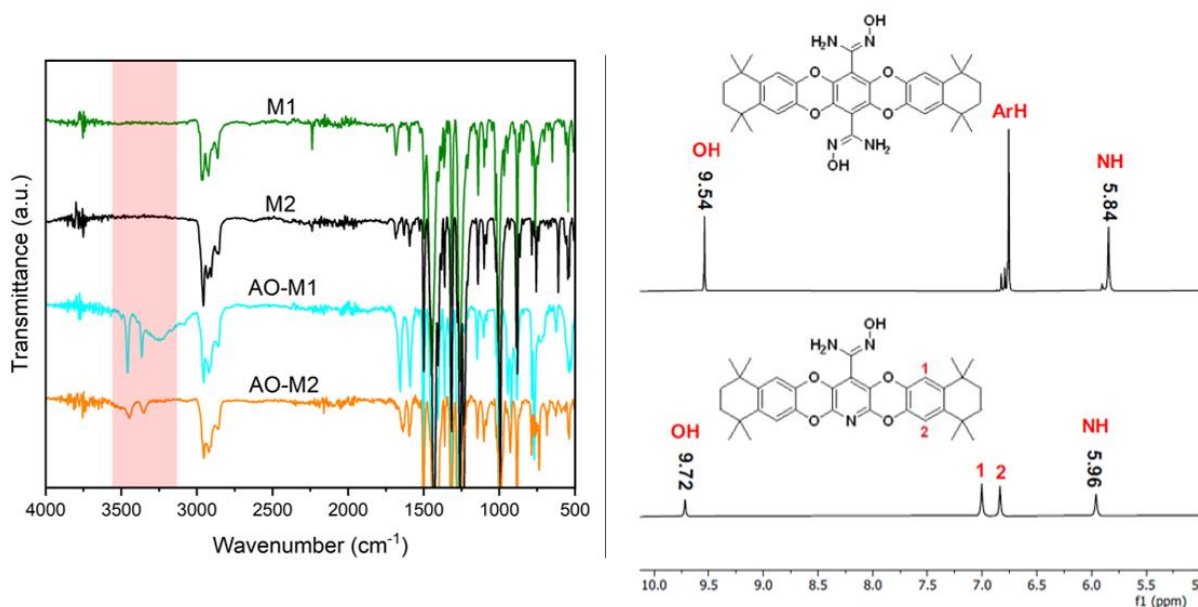 M1
M2
AO-M1
AO-M2
Transmittance (a.u.)
4000 3500 3000 2500 2000 1500 1000 500
Wavenumber (cm-1)
OH
H2N N
O O
O O
N NH2
OH
OH
9.54
ArH
NH
5.84
OH
H2N N
O O 1
O N O 2
OH
9.72
1 2
NH
5.96
10.0 9.5 9.0 8.5 8.0 7.5 7.0 6.5 6.0 5.5
f1 (ppm)